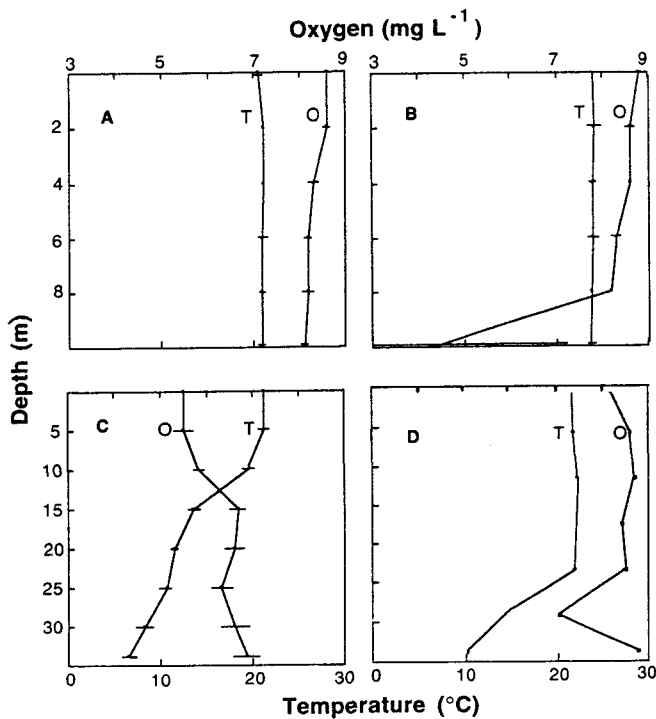 Oxygen (mg L⁻¹)
3 5 7 9 3 5 7 9
A T O B T O
2
4
6
8
Depth (m)
C O T D T O
5
10
15
20
25
30
0 10 20 30 0 10 20 30
Temperature (°C)